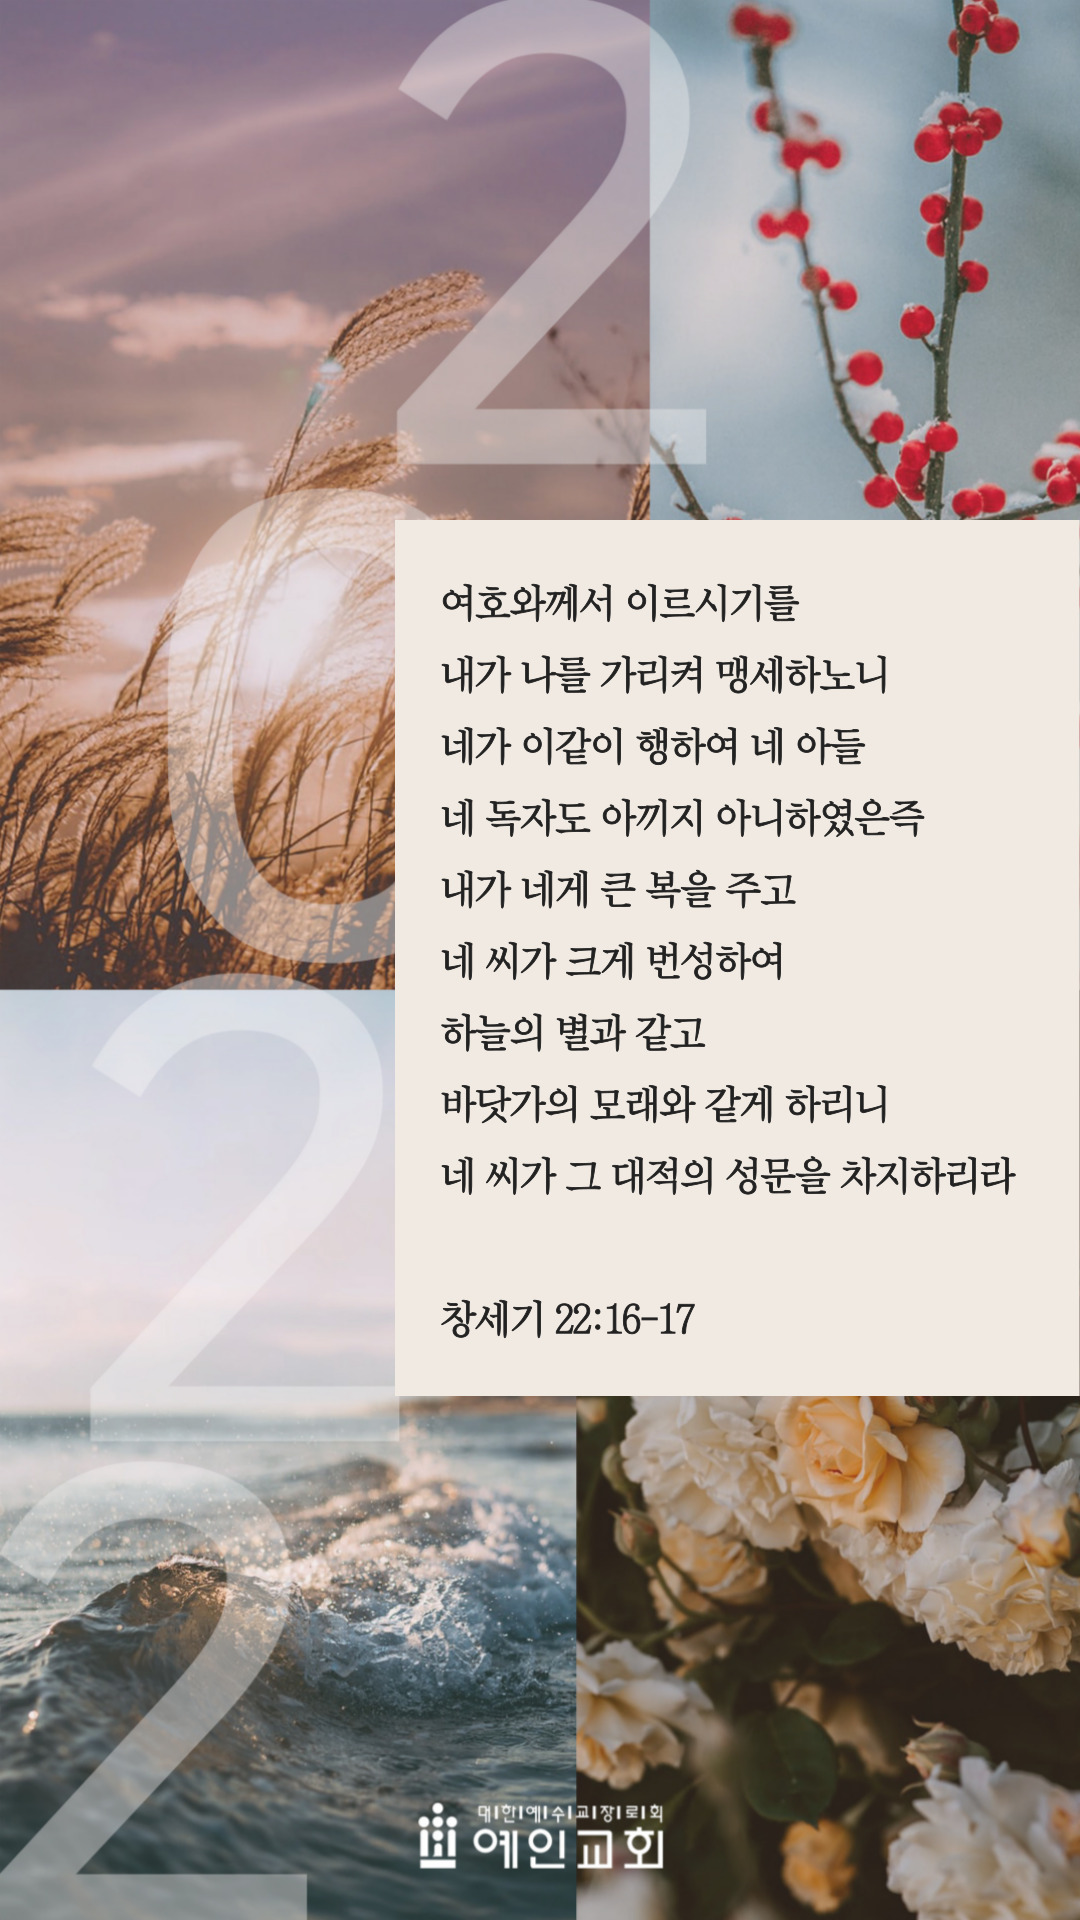 2
0
2
2
여호와께서 이르시기를
내가 나를 가리켜 맹세하노니
네가 이같이 행하여 네 아들
네 독자도 아끼지 아니하였은즉
내가 네게 큰 복을 주고
네 씨가 크게 번성하여
하늘의 별과 같고
바닷가의 모래와 같게 하리니
네 씨가 그 대적의 성문을 차지하리라
창세기 22:16-17
대한예수교장로회
예인교회